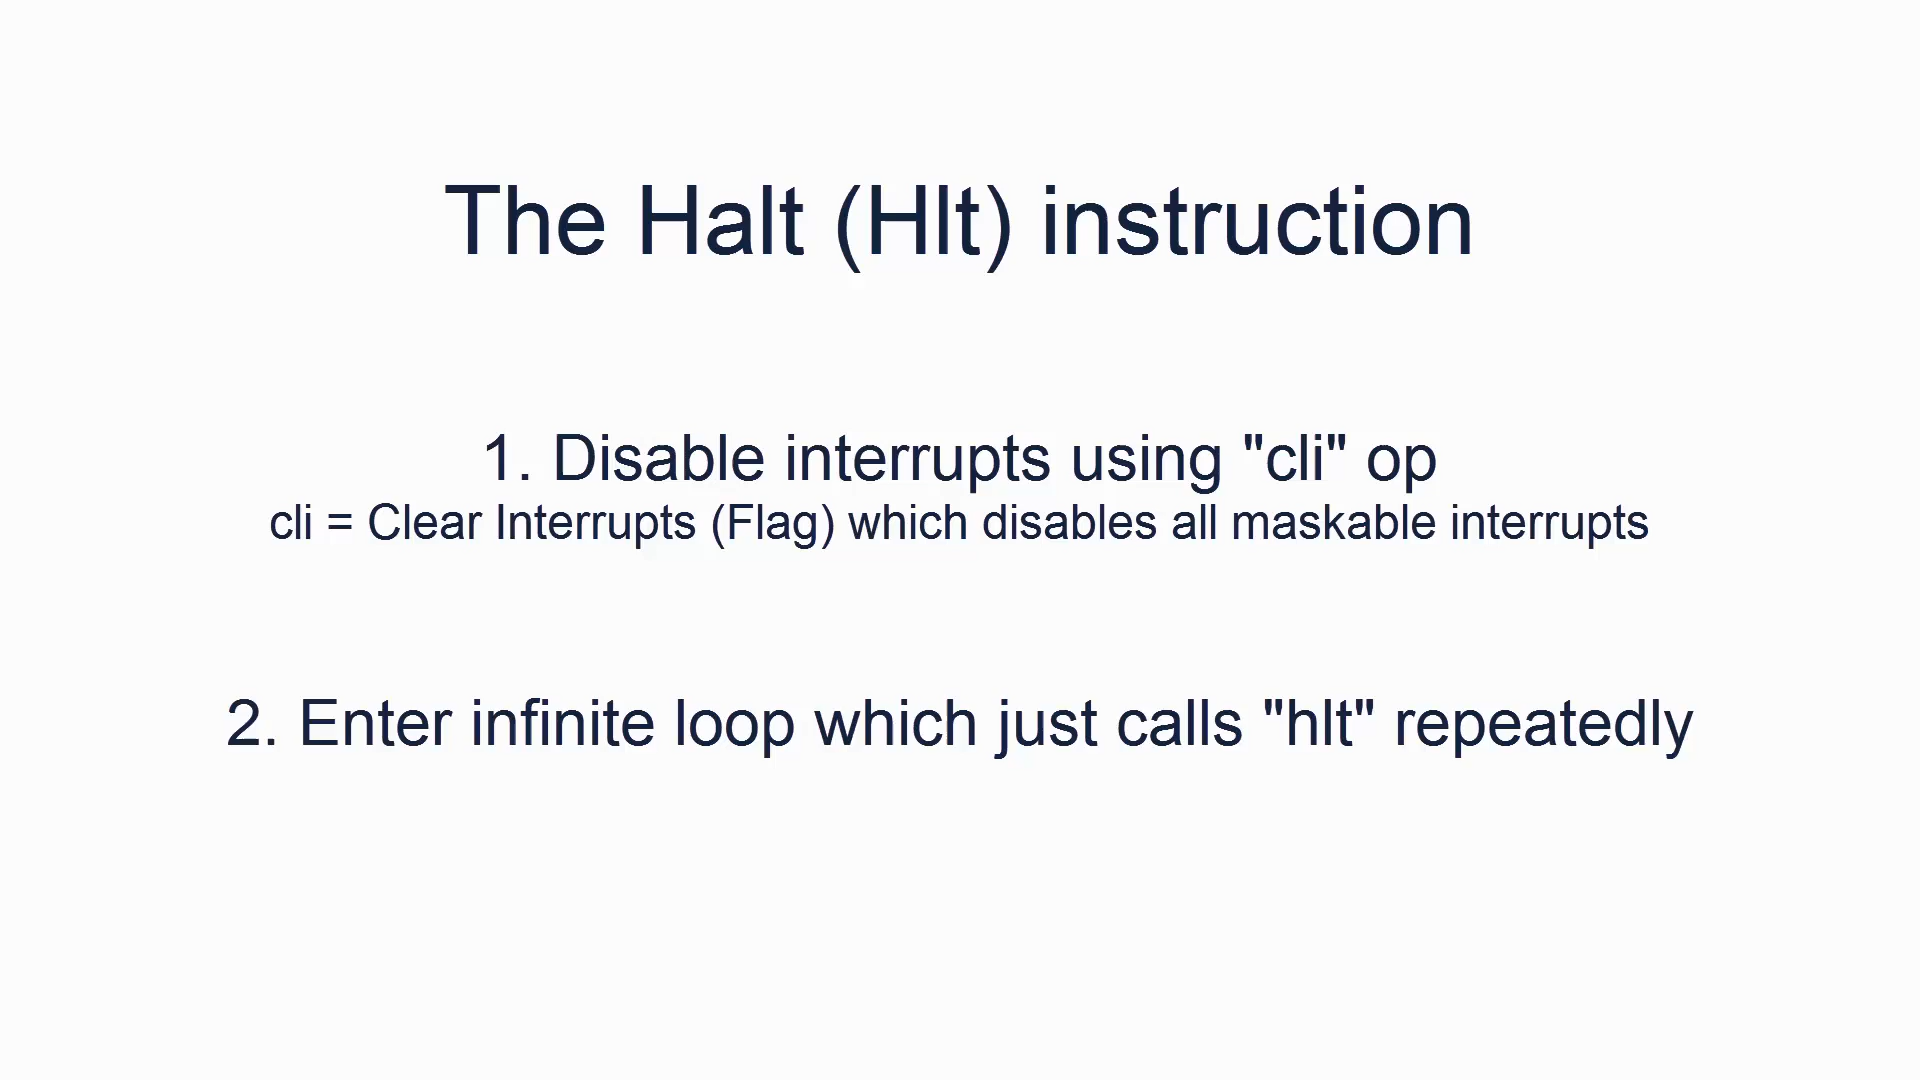 The Halt (Hlt) instruction
1. Disable interrupts using "cli" op
cli = Clear Interrupts (Flag) which disables all maskable interrupts
2. Enter infinite loop which just calls "hlt" repeatedly